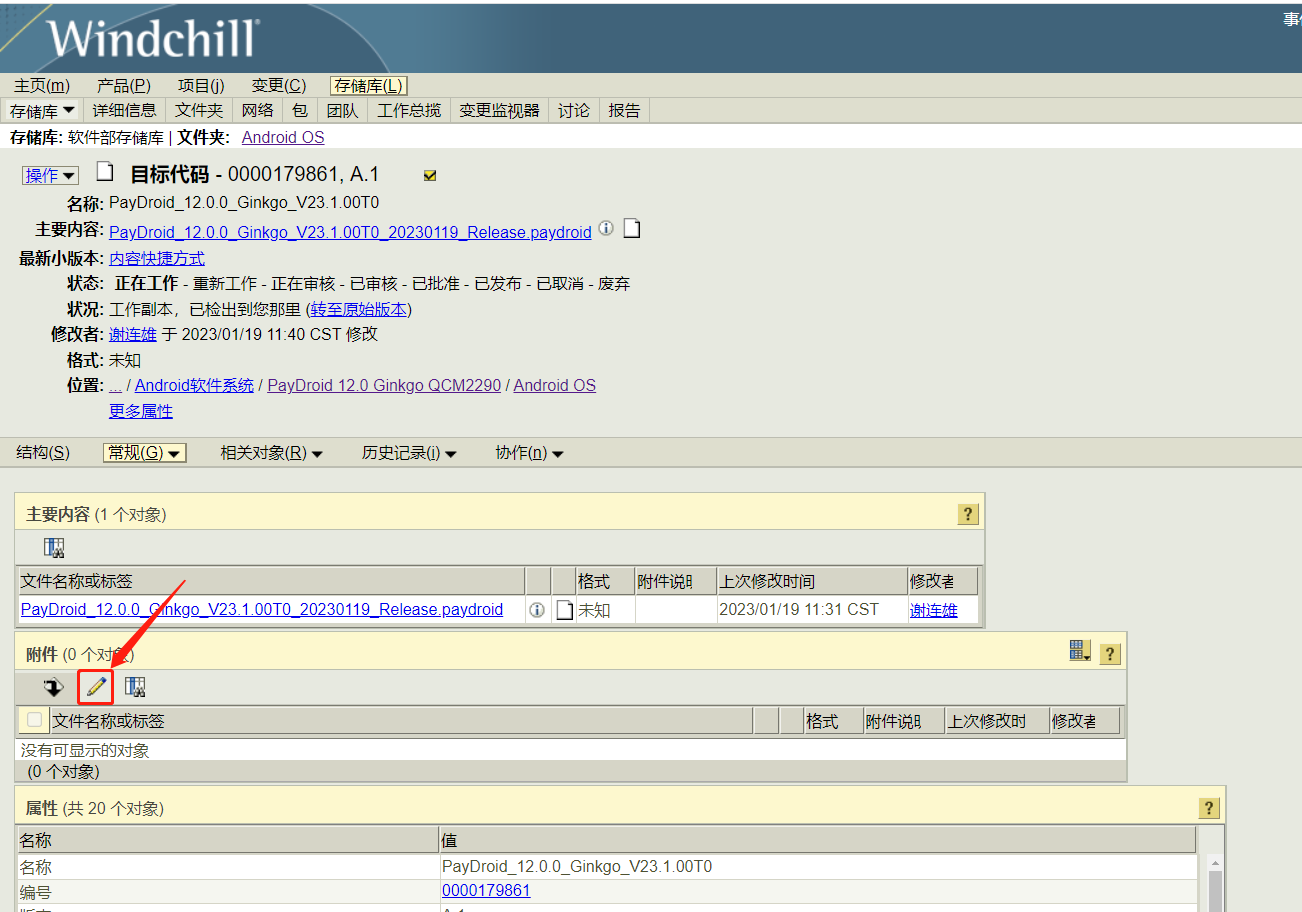 Windchill
主页(m) 产品(P) 项目(j) 变更(C) 存储库(L)
存储库 详细信息 文件夹 网络 包 团队 工作总揽 变更监视器 讨论 报告
存储库: 软件部存储库 | 文件夹: Android OS
操作 目标代码 - 0000179861, A.1
名称: PayDroid_12.0.0_Ginkgo_V23.1.00T0
主要内容: PayDroid_12.0.0_Ginkgo_V23.1.00T0_20230119_Release.paydroid
最新小版本: 内容快捷方式
状态: 正在工作 - 重新工作 - 正在审核 - 已审核 - 已批准 - 已发布 - 已取消 - 废弃
状况: 工作副本，已检出到您那里 (转至原始版本)
修改者: 谢连雄 于 2023/01/19 11:40 CST 修改
格式: 未知
位置: ... / Android软件系统 / PayDroid 12.0 Ginkgo QCM2290 / Android OS
更多属性
结构(S) 常规(G) 相关对象(R) 历史记录(i) 协作(n)
主要内容 (1 个对象) ?
文件名称或标签 格式 附件说明 上次修改时间 修改者
PayDroid_12.0.0_Ginkgo_V23.1.00T0_20230119_Release.paydroid 未知 2023/01/19 11:31 CST 谢连雄
附件 (0 个对象) ?
文件名称或标签 格式 附件说明 上次修改时 修改者
没有可显示的对象
(0 个对象)
属性 (共 20 个对象) ?
名称 值
名称 PayDroid_12.0.0_Ginkgo_V23.1.00T0
编号 0000179861